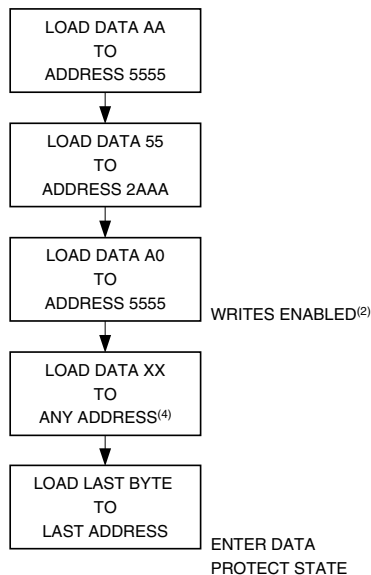 LOAD DATA AA
TO
ADDRESS 5555
LOAD DATA 55
TO
ADDRESS 2AAA
LOAD DATA A0
TO
ADDRESS 5555
WRITES ENABLED(2)
LOAD DATA XX
TO
ANY ADDRESS(4)
LOAD LAST BYTE
TO
LAST ADDRESS
ENTER DATA
PROTECT STATE